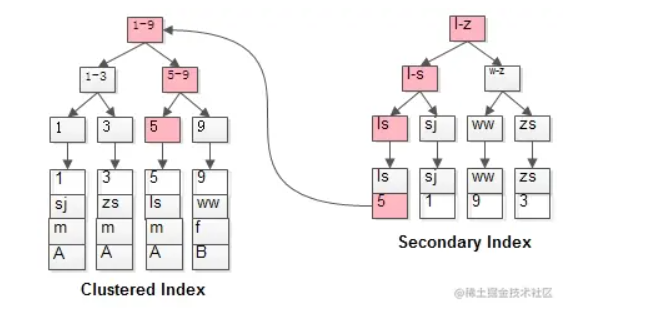 1-9
l-z
1-3
5-9
l-s
w-z
1 3 5 9
ls sj ww zs
1 3 5 9
sj zs ls ww
m m m f
A A A B
ls sj ww zs
5 1 9 3
Clustered Index
Secondary Index
@稀土掘金技术社区